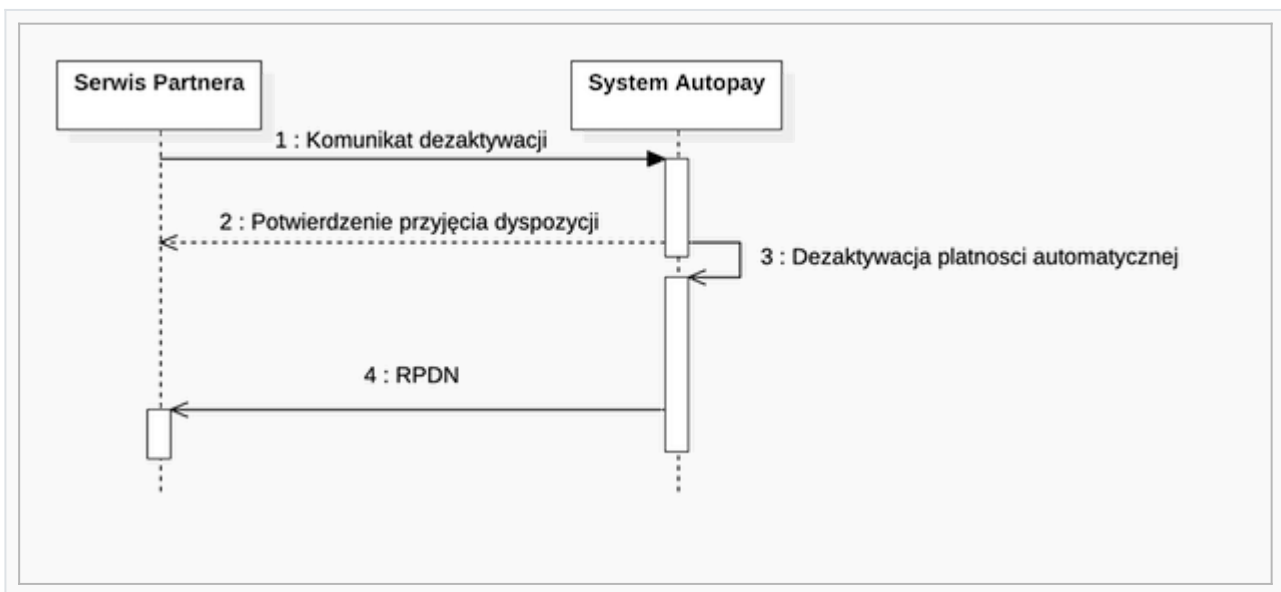 Serwis Partnera
System Autopay
1 : Komunikat dezaktywacji
2 : Potwierdzenie przyjęcia dyspozycji
3 : Dezaktywacja platnosci automatycznej
4 : RPDN